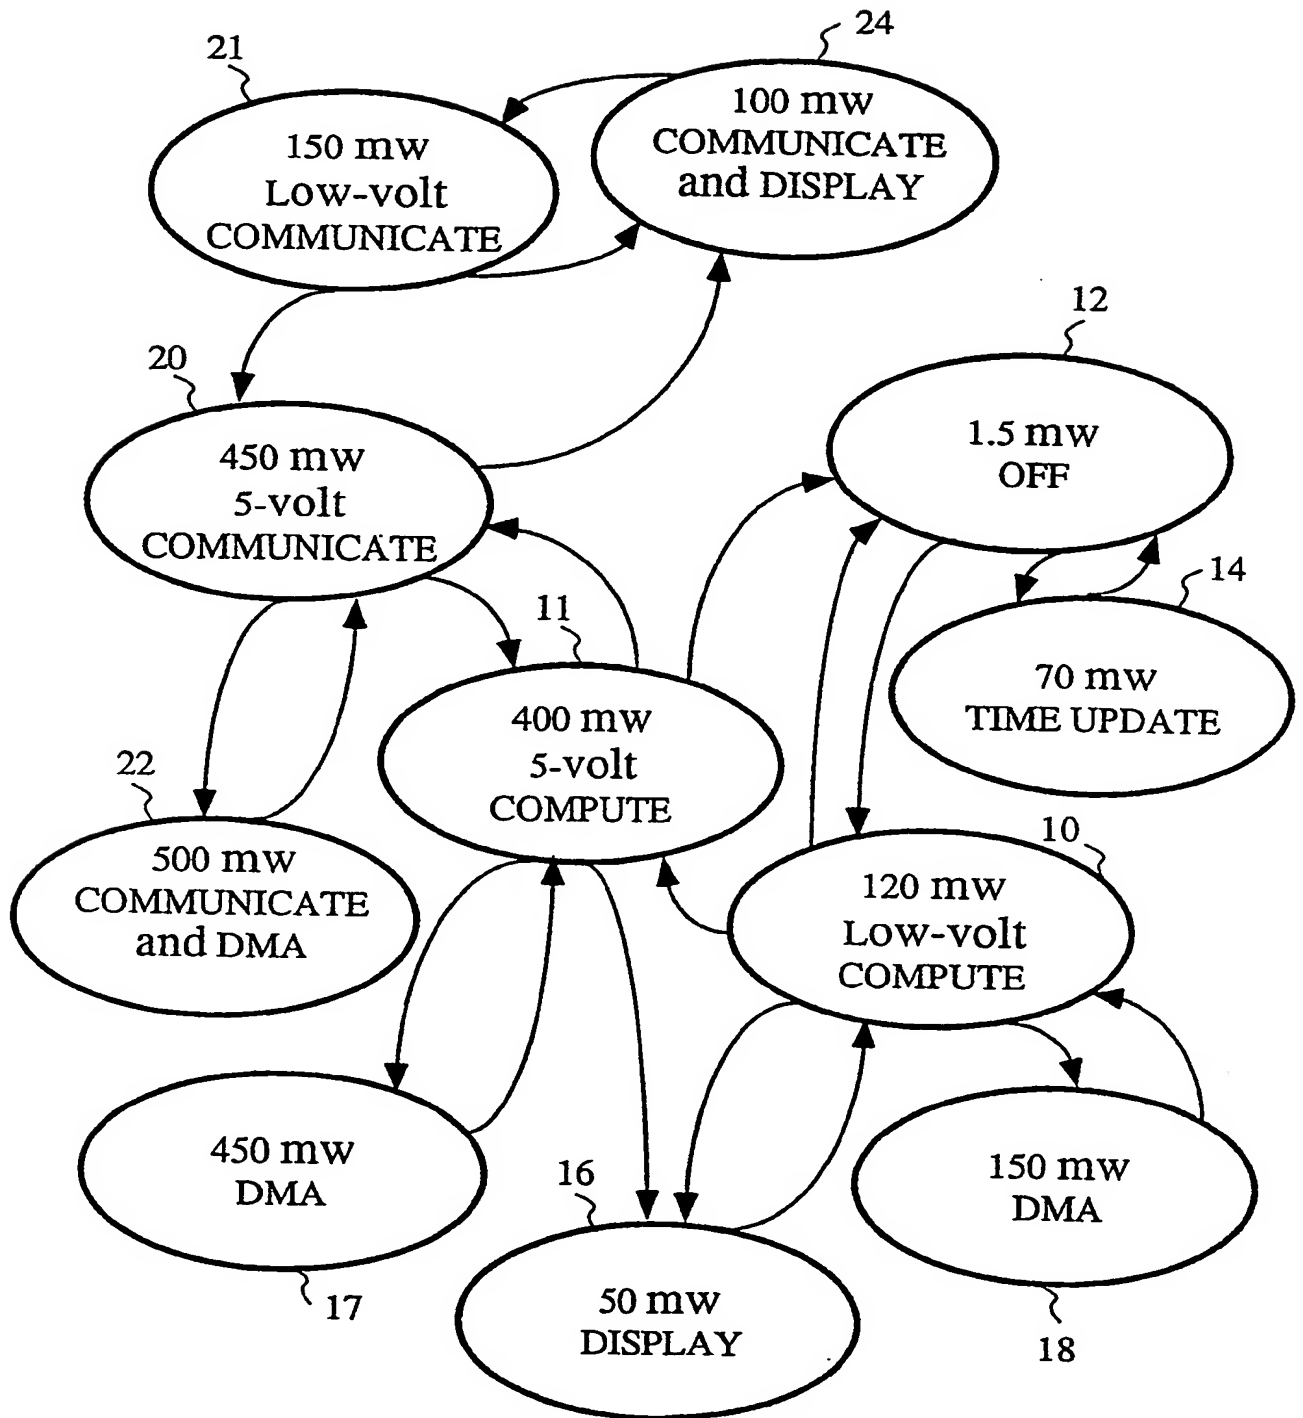 21
150 mw
Low-volt
COMMUNICATE
24
100 mw
COMMUNICATE
and DISPLAY
12
1.5 mw
OFF
20
450 mw
5-volt
COMMUNICATE
14
70 mw
TIME UPDATE
11
400 mw
5-volt
COMPUTE
22
500 mw
COMMUNICATE
and DMA
10
120 mw
Low-volt
COMPUTE
450 mw
DMA
17
16
50 mw
DISPLAY
150 mw
DMA
18